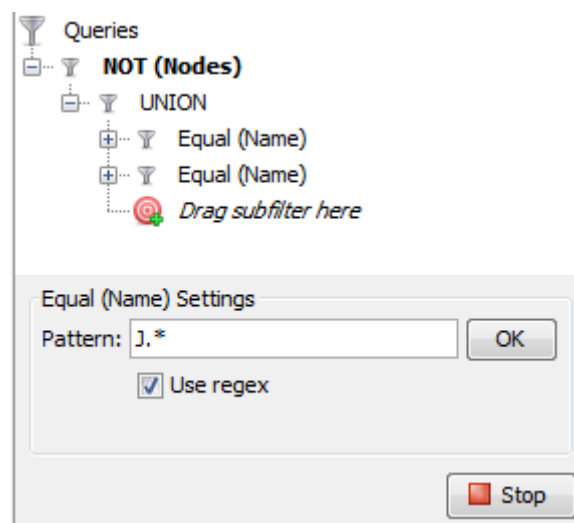 Queries
NOT (Nodes)
UNION
Equal (Name)
Equal (Name)
Drag subfilter here
Equal (Name) Settings
Pattern: J.* OK
Use regex
Stop